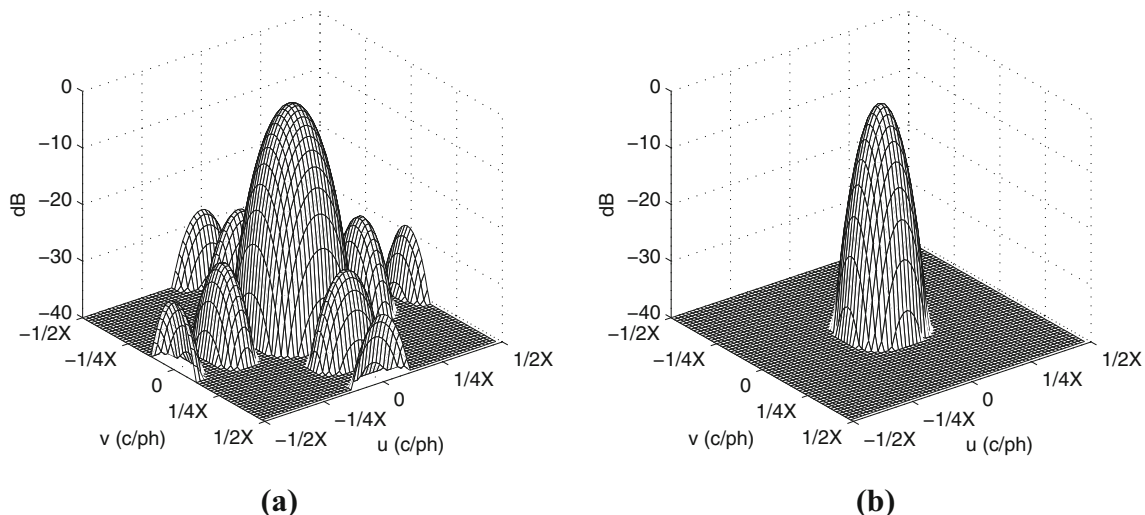 0
−10
−20
−30
−40
dB
−1/2X
−1/4X
0
1/4X
1/2X
v (c/ph)
−1/2X
−1/4X
0
1/4X
1/2X
u (c/ph)
(a)
0
−10
−20
−30
−40
dB
−1/2X
−1/4X
0
1/4X
1/2X
v (c/ph)
−1/2X
−1/4X
0
1/4X
1/2X
u (c/ph)
(b)